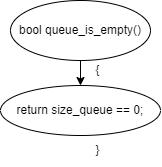 bool queue_is_empty()
{
return size_queue == 0;
}